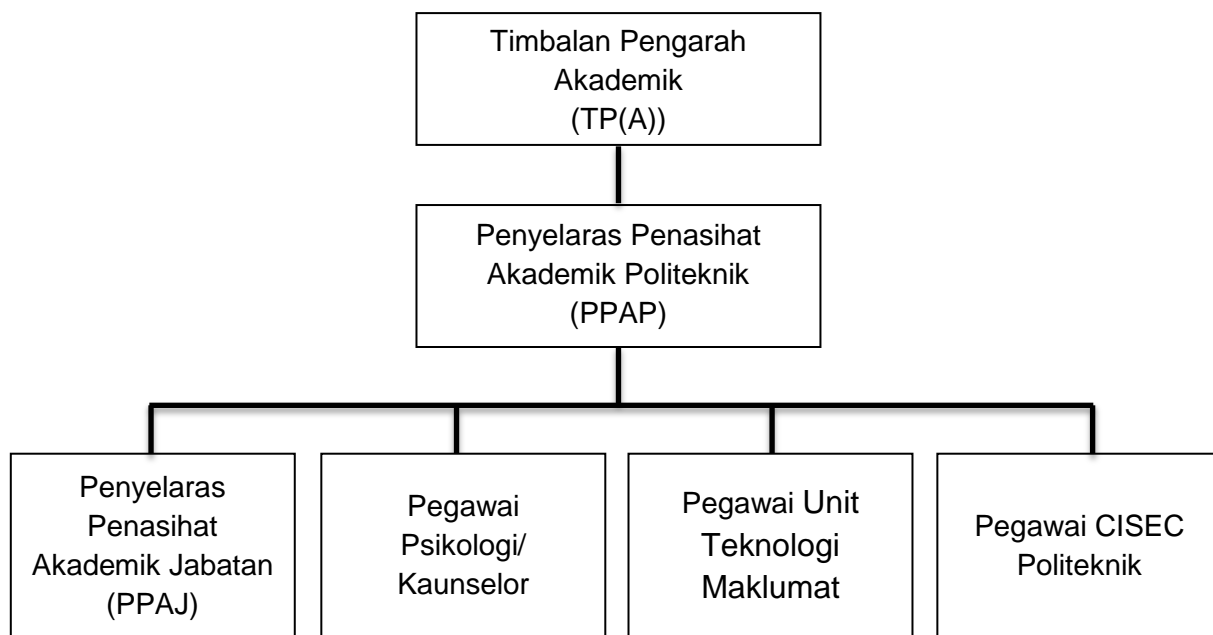 Timbalan Pengarah
Akademik
(TP(A))
Penyelaras Penasihat
Akademik Politeknik
(PPAP)
Penyelaras
Penasihat
Akademik Jabatan
(PPAJ)
Pegawai
Psikologi/
Kaunselor
Pegawai Unit
Teknologi
Maklumat
Pegawai CISEC
Politeknik